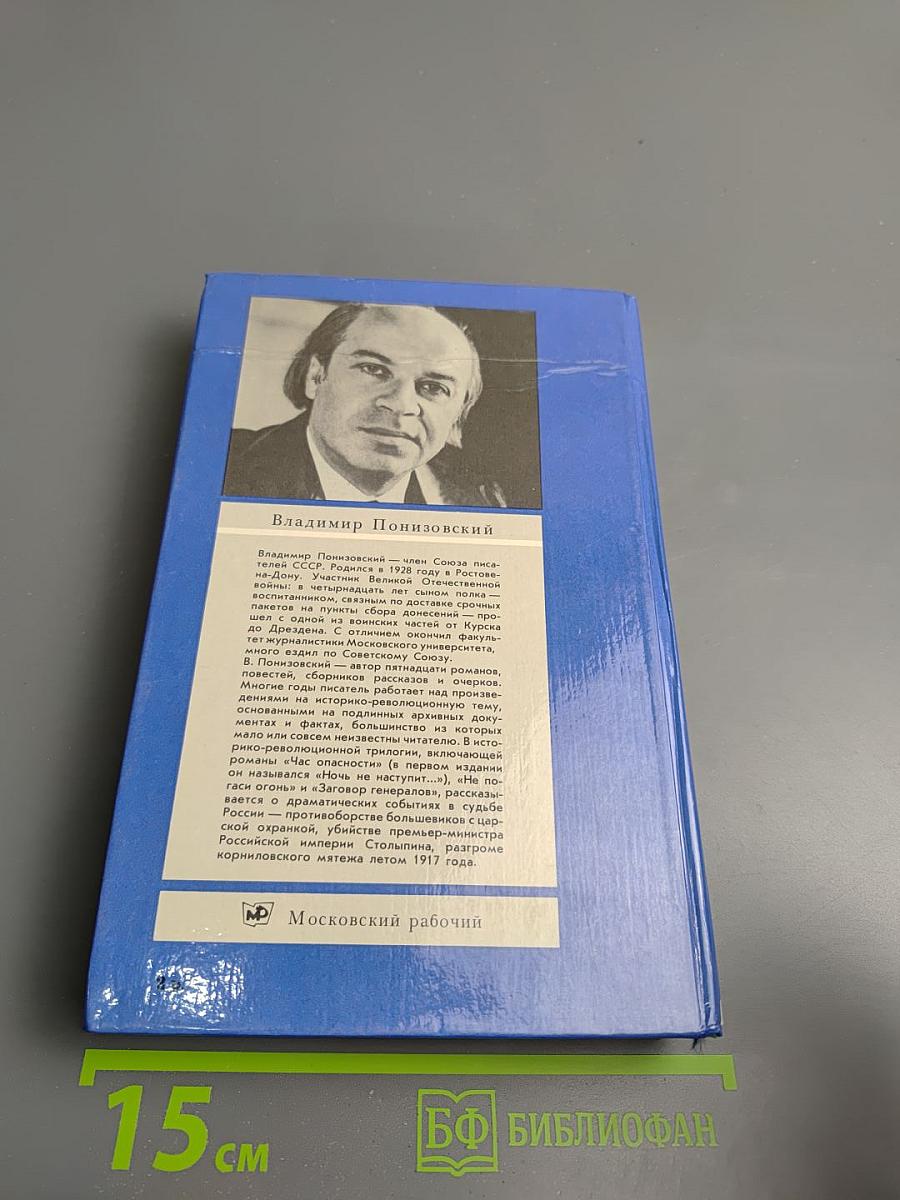 Владимир Понизовский
Владимир Понизовский — член Союза писа-
телей СССР. Родился в 1928 году в Ростове-
на-Дону. Участник Великой Отечественной
войны: в четырнадцать лет сыном полка —
воспитанником, связным по доставке срочных
пакетов на пункты сбора донесений — про-
шел с одной из воинских частей от Курска
до Дрездена. С отличием окончил факуль-
тет журналистики Московского университета,
много ездил по Советскому Союзу.
В. Понизовский — автор пятнадцати романов,
повестей, сборников рассказов и очерков.
Многие годы писатель работает над произве-
дениями на историко-революционную тему,
основанными на подлинных архивных доку-
ментах и фактах, большинство из которых
мало или совсем неизвестны читателю. В исто-
рико-революционной трилогии, включающей
романы «Час опасности» (в первом издании
он назывался «Ночь не наступит...»), «Не по-
гаси огонь» и «Заговор генералов», рассказы-
вается о драматических событиях в судьбе
России — противоборстве большевиков с цар-
ской охранкой, убийстве премьер-министра
Российской империи Столыпина, разгроме
корниловского мятежа летом 1917 года.
МР Московский рабочий
15 см
БФ БИБЛИОФАН